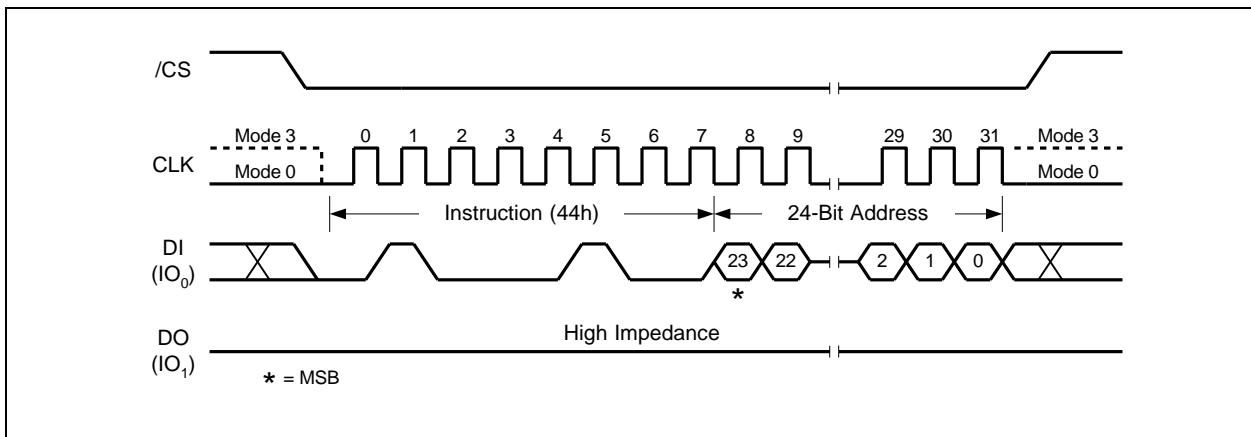 /CS
Mode 3 0 1 2 3 4 5 6 7 8 9 29 30 31 Mode 3
CLK
Mode 0 Mode 0
Instruction (44h) 24-Bit Address
DI
(IO0)
23 22 2 1 0
*
High Impedance
DO
(IO1)
* = MSB